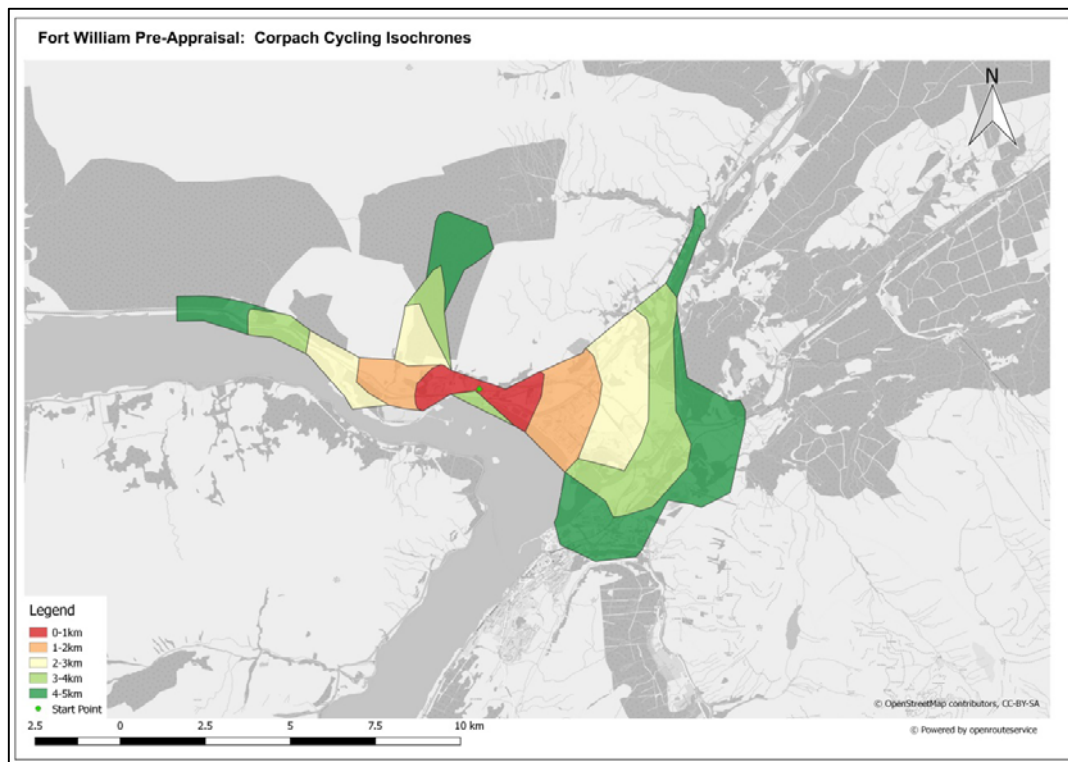 Fort William Pre-Appraisal: Corpach Cycling Isochrones
N
Legend
0-1km
1-2km
2-3km
3-4km
4-5km
Start Point
© OpenStreetMap contributors, CC-BY-SA
2.5 0 2.5 5 7.5 10 km
© Powered by openrouteservice